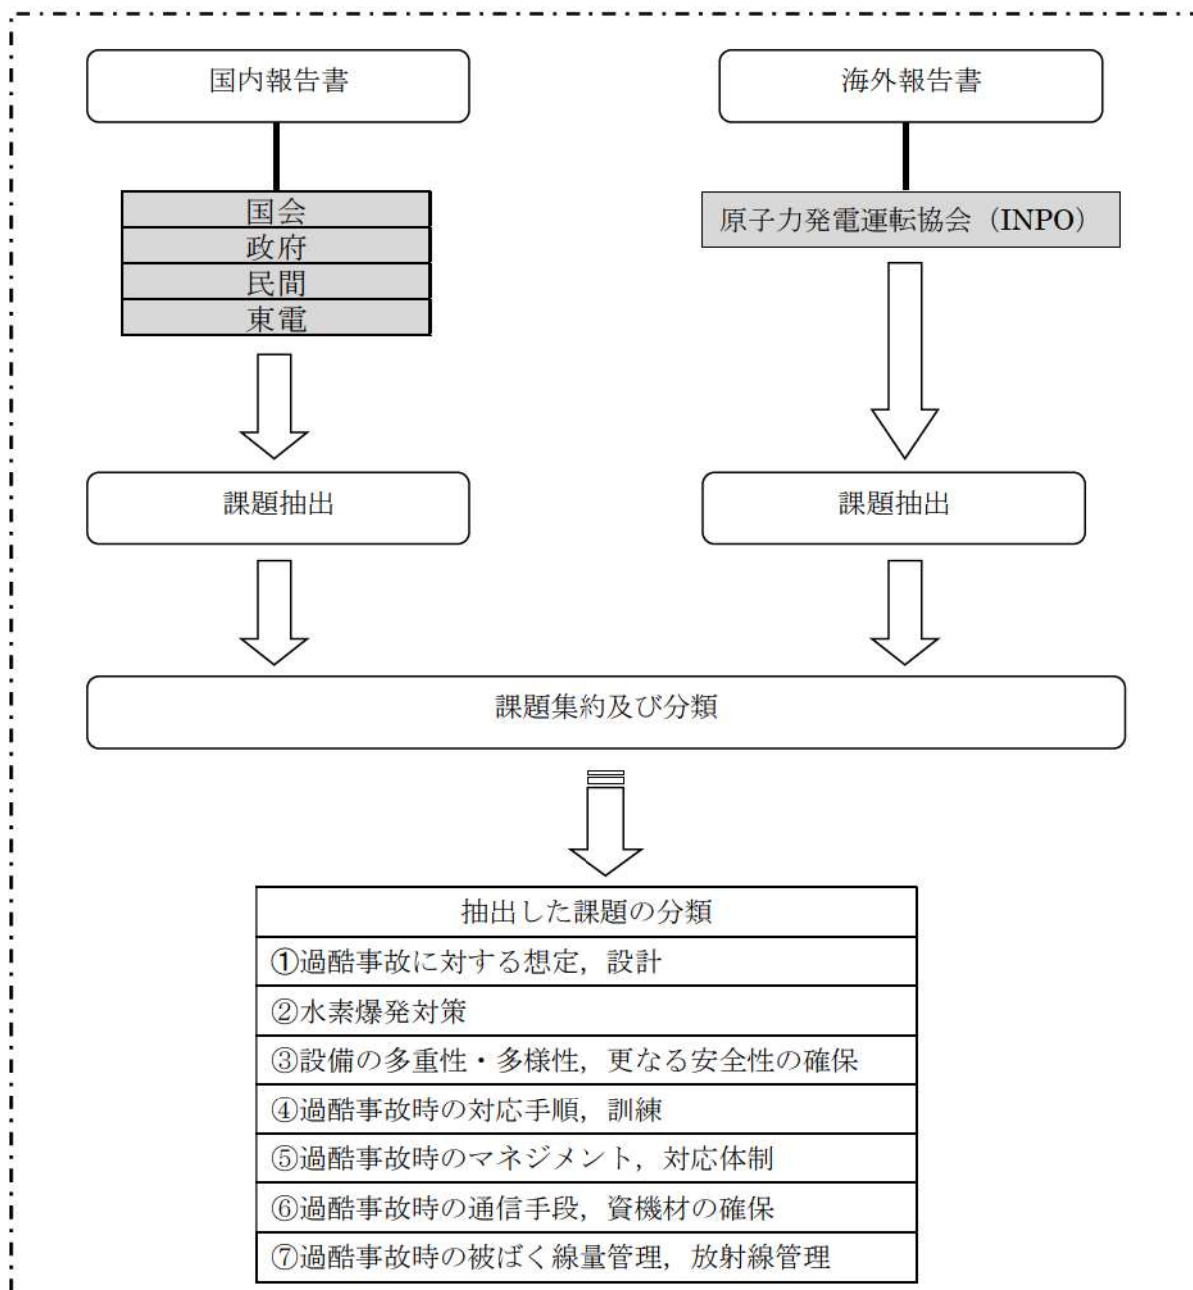 国内報告書
国会
政府
民間
東電
課題抽出
海外報告書
原子力発電運転協会（INPO）
課題抽出
課題集約及び分類
抽出した課題の分類
①過酷事故に対する想定，設計
②水素爆発対策
③設備の多重性・多様性，更なる安全性の確保
④過酷事故時の対応手順，訓練
⑤過酷事故時のマネジメント，対応体制
⑥過酷事故時の通信手段，資機材の確保
⑦過酷事故時の被ばく線量管理，放射線管理